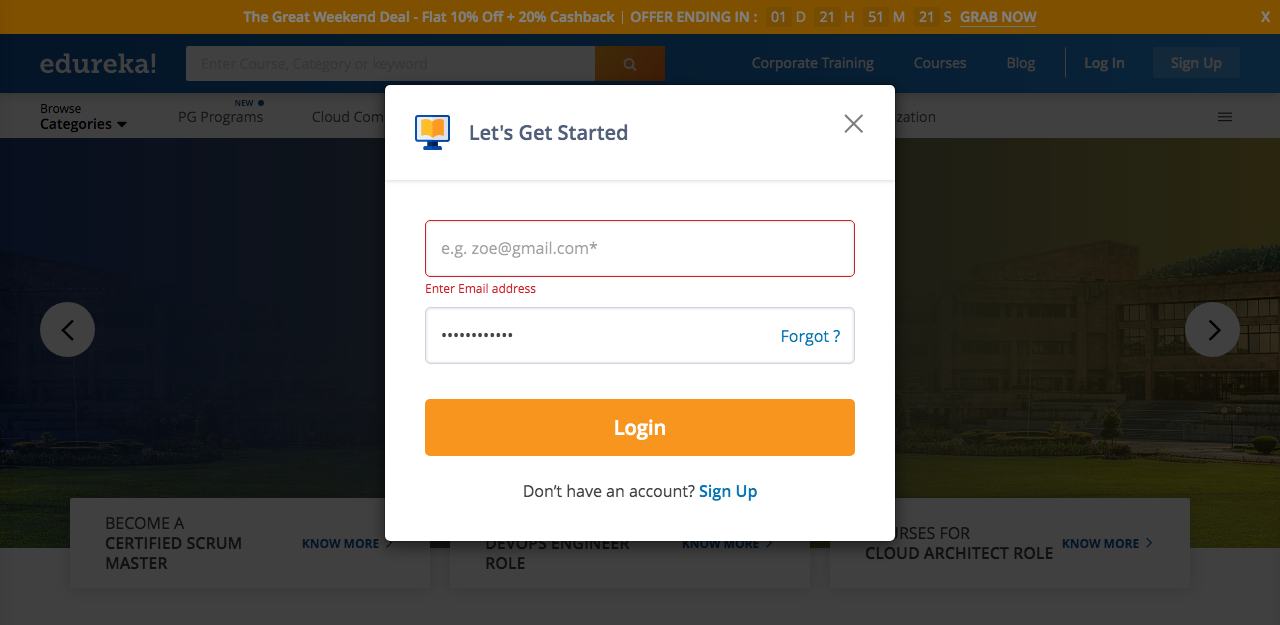 The Great Weekend Deal - Flat 10% Off + 20% Cashback | OFFER ENDING IN : 01 D 21 H 51 M 21 S GRAB NOW X
edureka! Enter Course, Category or keyword Corporate Training Courses Blog Log In Sign Up
Browse
Categories
NEW
PG Programs Cloud Com zation
Let's Get Started
e.g. zoe@gmail.com*
Enter Email address
•••••••••••• Forgot ?
Login
Don’t have an account? Sign Up
BECOME A
CERTIFIED SCRUM
MASTER
KNOW MORE
DEVOPS ENGINEER
ROLE
KNOW MORE
URSES FOR
CLOUD ARCHITECT ROLE
KNOW MORE